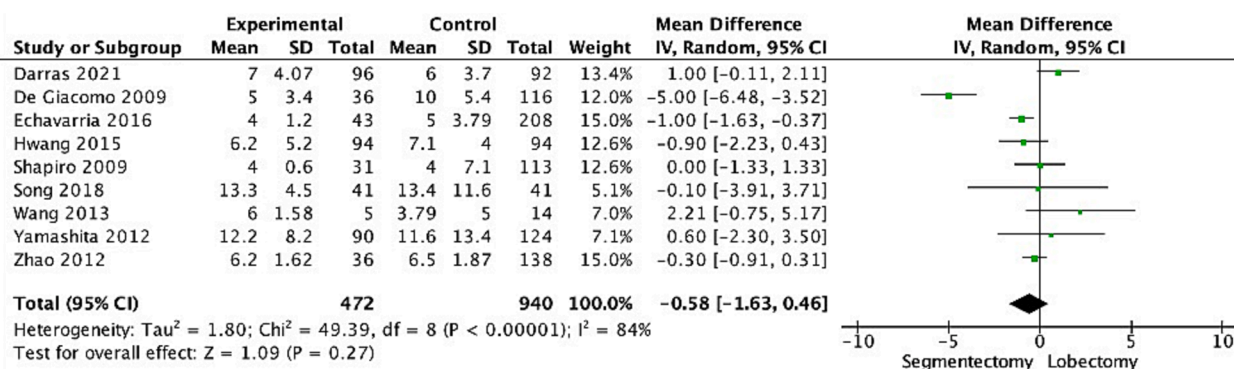 Experimental Control Mean Difference Mean Difference
Study or Subgroup Mean SD Total Mean SD Total Weight IV, Random, 95% CI IV, Random, 95% CI
Darras 2021 7 4.07 96 6 3.7 92 13.4% 1.00 [-0.11, 2.11]
De Giacomo 2009 5 3.4 36 10 5.4 116 12.0% -5.00 [-6.48, -3.52]
Echavarria 2016 4 1.2 43 5 3.79 208 15.0% -1.00 [-1.63, -0.37]
Hwang 2015 6.2 5.2 94 7.1 4 94 12.6% -0.90 [-2.23, 0.43]
Shapiro 2009 4 0.6 31 4 7.1 113 12.6% 0.00 [-1.33, 1.33]
Song 2018 13.3 4.5 41 13.4 11.6 41 5.1% -0.10 [-3.91, 3.71]
Wang 2013 6 1.58 5 3.79 5 14 7.0% 2.21 [-0.75, 5.17]
Yamashita 2012 12.2 8.2 90 11.6 13.4 124 7.1% 0.60 [-2.30, 3.50]
Zhao 2012 6.2 1.62 36 6.5 1.87 138 15.0% -0.30 [-0.91, 0.31]
Total (95% CI) 472 940 100.0% -0.58 [-1.63, 0.46]
Heterogeneity: Tau² = 1.80; Chi² = 49.39, df = 8 (P < 0.00001); I² = 84%
Test for overall effect: Z = 1.09 (P = 0.27)
-10 -5 0 5 10
Segmentectomy Lobectomy